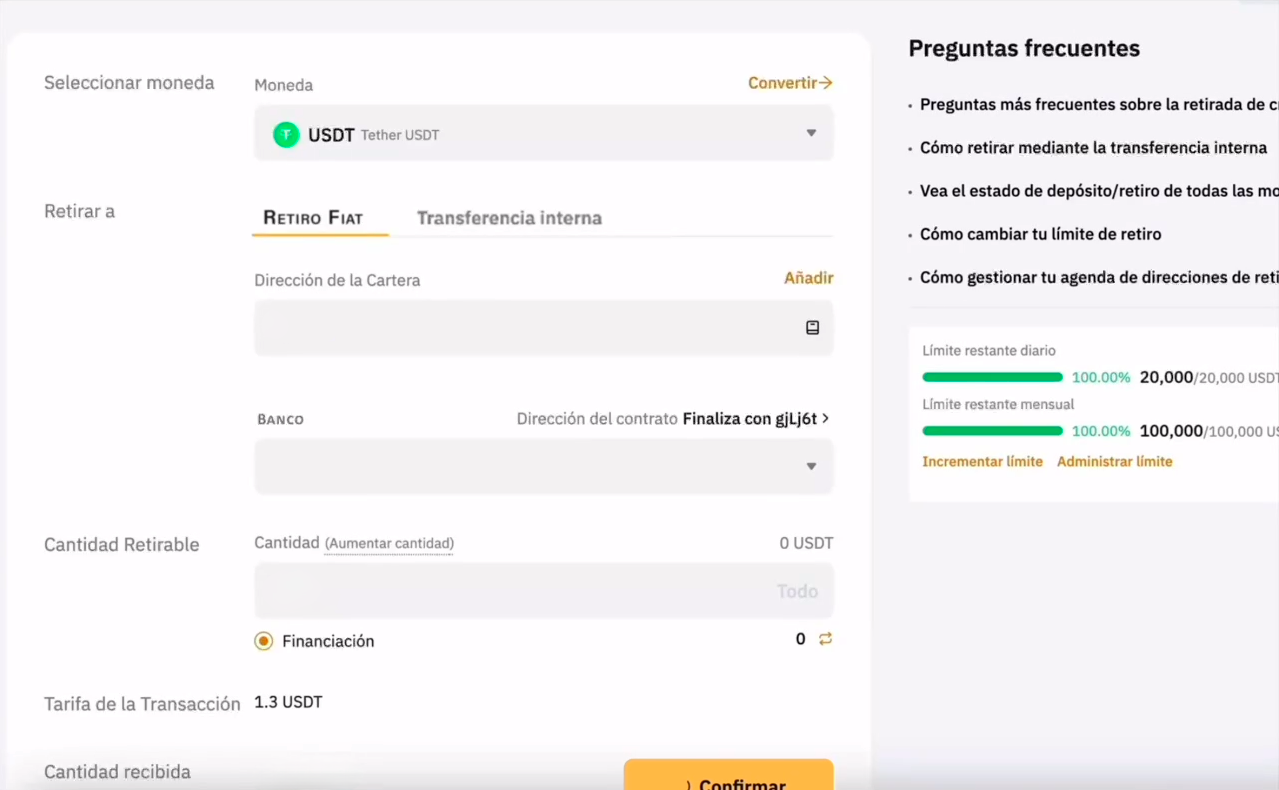 Seleccionar moneda
Moneda
Convertir→
USDT Tether USDT
Retirar a
RETIRO FIAT
Transferencia interna
Dirección de la Cartera
Añadir
BANCO
Dirección del contrato Finaliza con gjLj6t >
Cantidad Retirable
Cantidad (Aumentar cantidad)
0 USDT
Todo
Financiación
0
Tarifa de la Transacción
1.3 USDT
Cantidad recibida
Confirmar
Preguntas frecuentes
• Preguntas más frecuentes sobre la retirada de c
• Cómo retirar mediante la transferencia interna
• Vea el estado de depósito/retiro de todas las mo
• Cómo cambiar tu límite de retiro
• Cómo gestionar tu agenda de direcciones de reti
Límite restante diario
100.00% 20,000/20,000 USDT
Límite restante mensual
100.00% 100,000/100,000 US
Incrementar límite
Administrar límite